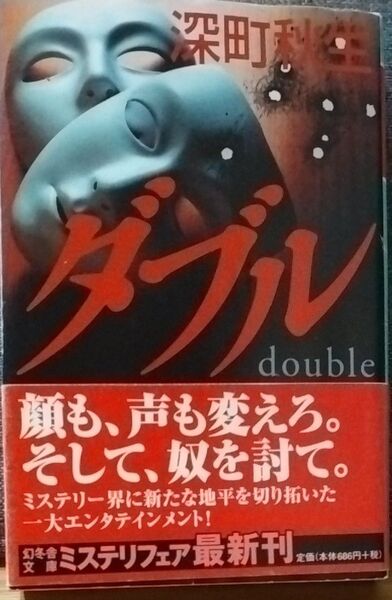 深町秋生
ダブル
double
顔も、声も変えろ。
そして、奴を討て。
ミステリー界に新たな地平を切り拓いた
一大エンタテインメント!
幻冬舎文庫 ミステリフェア最新刊 定価(本体686円+税)